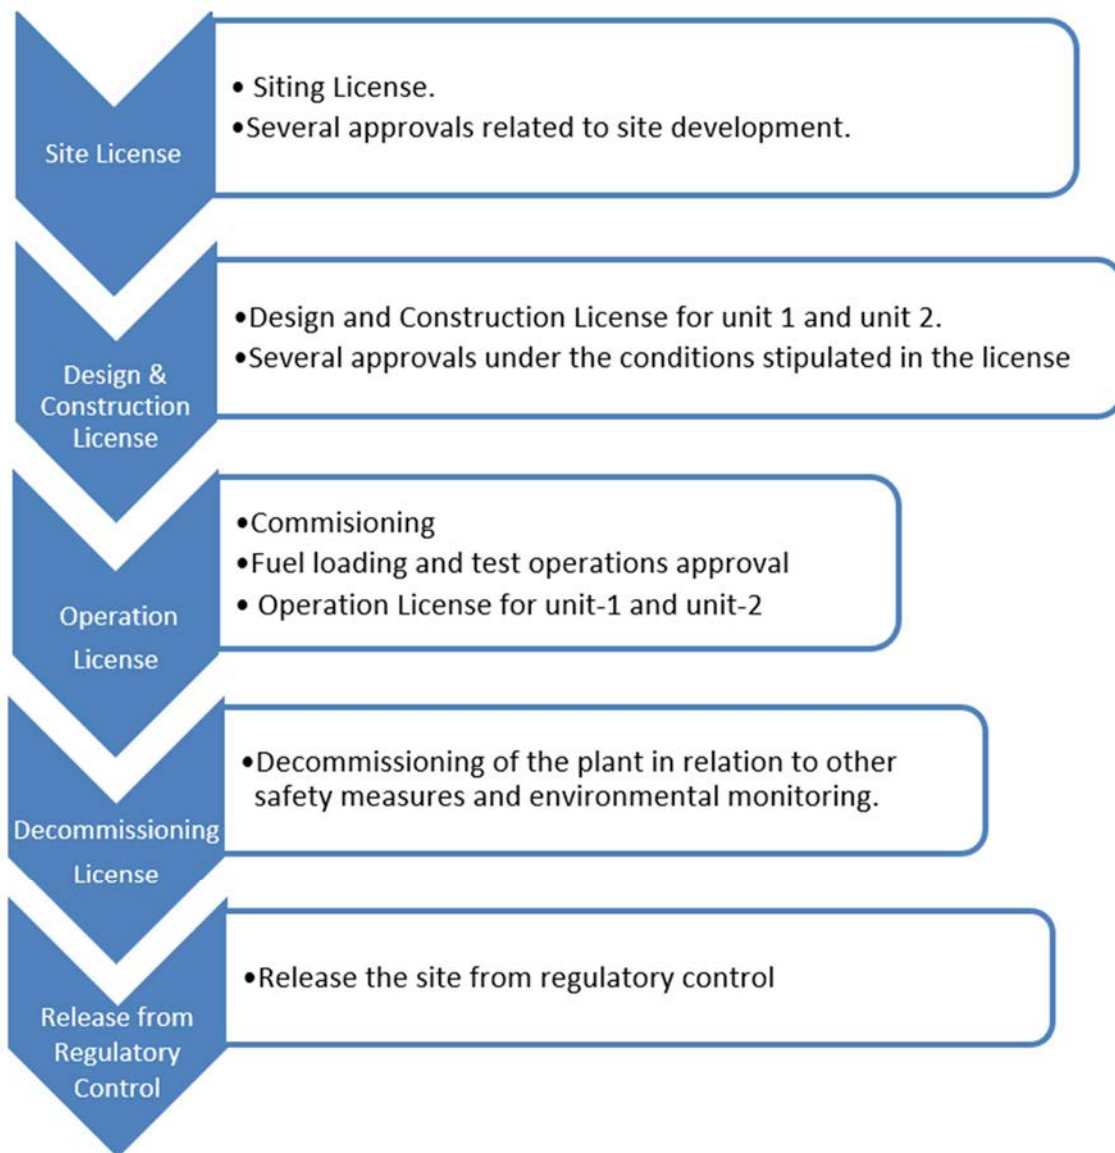 Site License
• Siting License.
•Several approvals related to site development.
Design &
Construction
License
•Design and Construction License for unit 1 and unit 2.
•Several approvals under the conditions stipulated in the license
Operation
License
•Commisioning
•Fuel loading and test operations approval
• Operation License for unit-1 and unit-2
Decommissioning
License
•Decommissioning of the plant in relation to other
safety measures and environmental monitoring.
Release from
Regulatory
Control
•Release the site from regulatory control